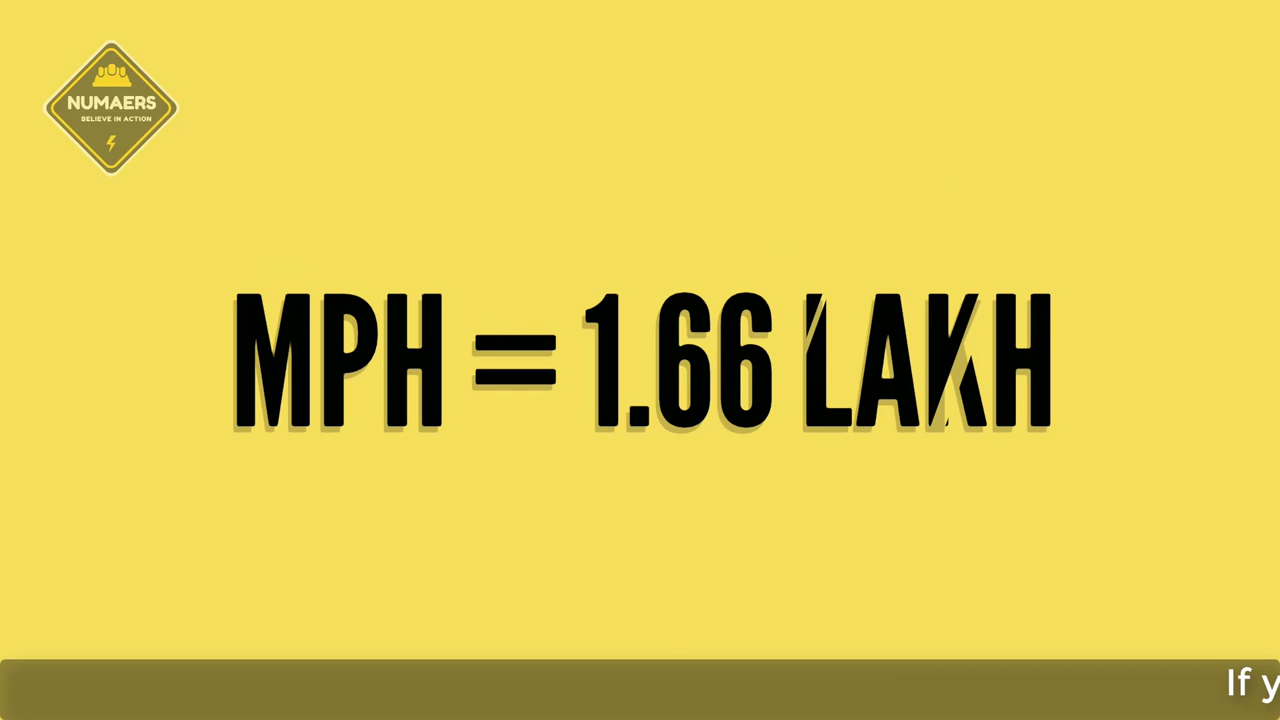 NUMAERS
BELIEVE IN ACTION
MPH = 1.66 LAKH
If y